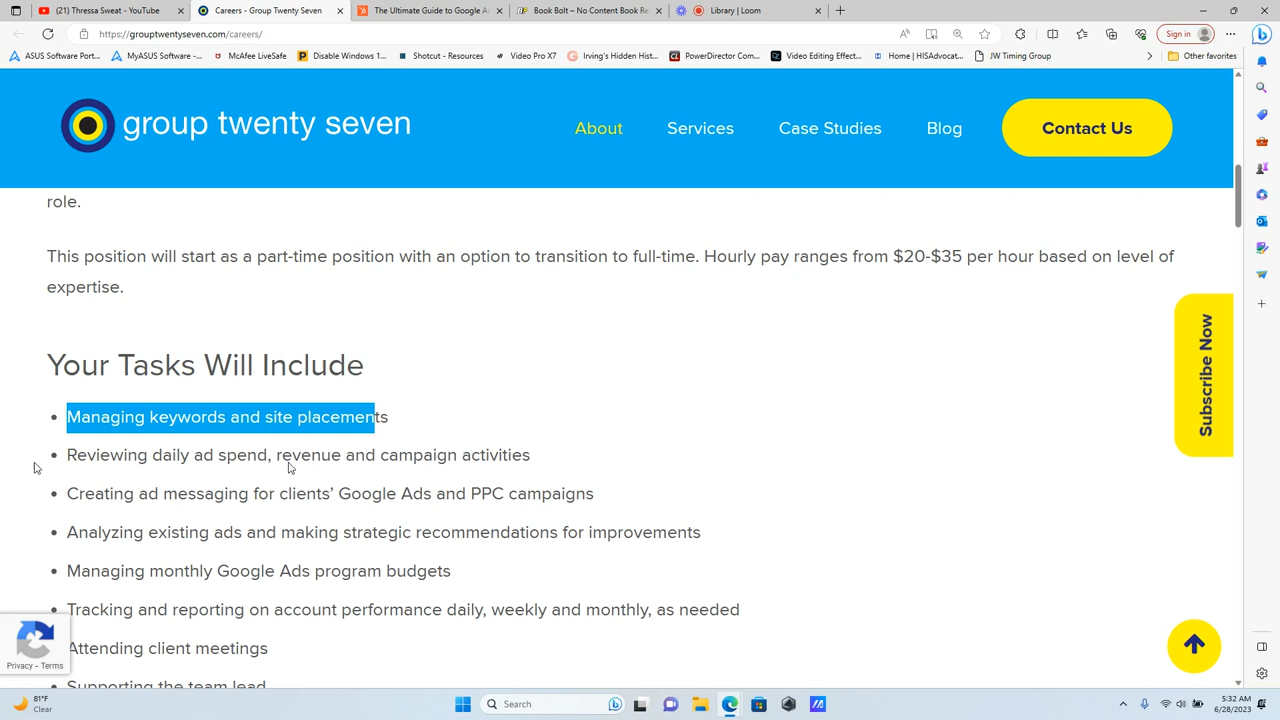 (21) Thressa Sweat - YouTube
Careers - Group Twenty Seven
The Ultimate Guide to Google A
Book Bolt – No Content Book Re
Library | Loom
https://grouptwentyseven.com/careers/
Sign in
ASUS Software Port...
MyASUS Software -...
McAfee LiveSafe
Disable Windows 1...
Shotcut - Resources
Video Pro X7
Irving's Hidden Hist...
PowerDirector Com...
Video Editing Effect...
Home | HISAdvocat...
JW Timing Group
Other favorites
group twenty seven
About
Services
Case Studies
Blog
Contact Us
role.
This position will start as a part-time position with an option to transition to full-time. Hourly pay ranges from $20-$35 per hour based on level of
expertise.
Subscribe Now
Your Tasks Will Include
• Managing keywords and site placements
• Reviewing daily ad spend, revenue and campaign activities
• Creating ad messaging for clients’ Google Ads and PPC campaigns
• Analyzing existing ads and making strategic recommendations for improvements
• Managing monthly Google Ads program budgets
• Tracking and reporting on account performance daily, weekly and monthly, as needed
Attending client meetings
Supporting the team lead
Privacy - Terms
81°F
Clear
Search
5:32 AM
6/28/2023